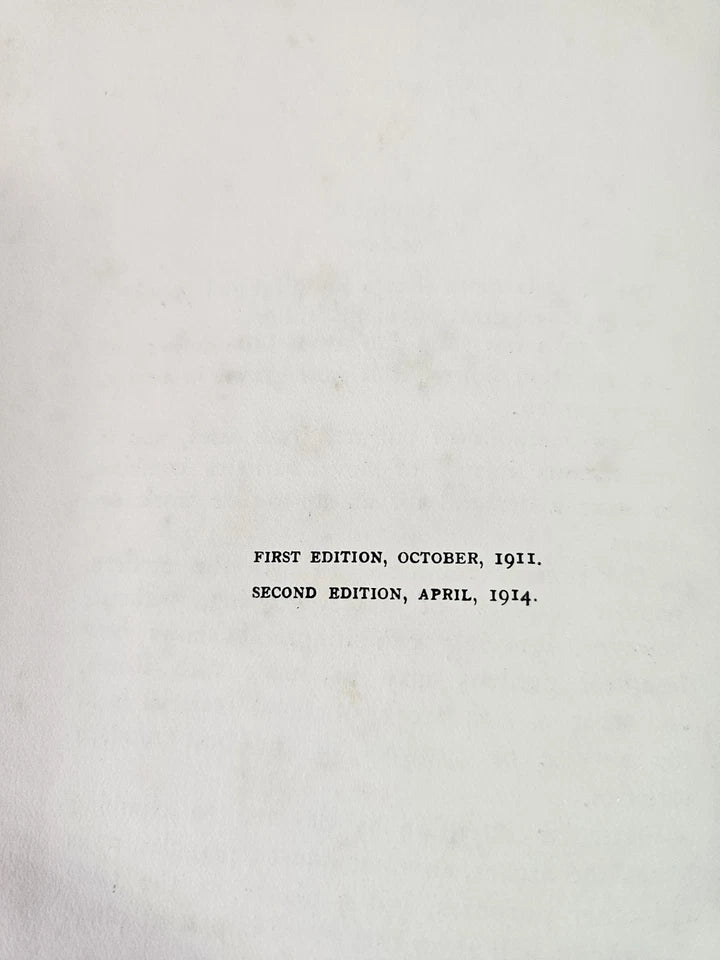 FIRST EDITION, OCTOBER, 1911.
SECOND EDITION, APRIL, 1914.